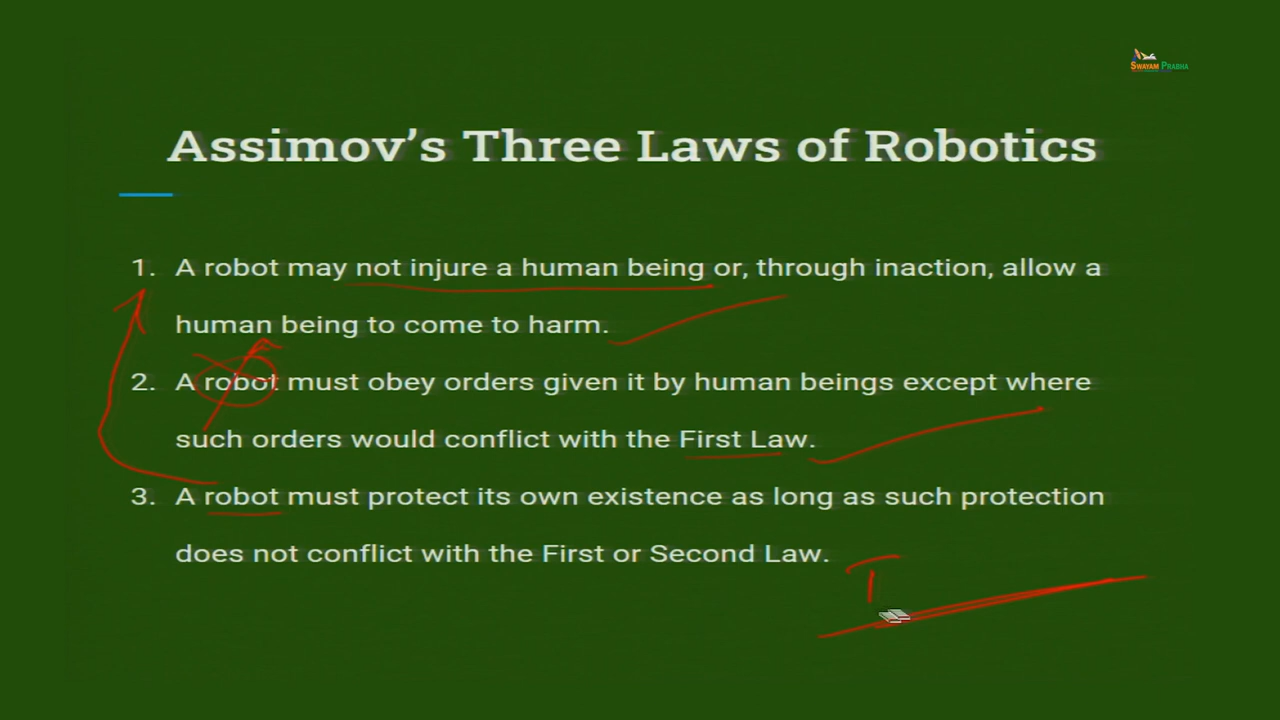 SWAYAM PRABHA
Assimov's Three Laws of Robotics
1. A robot may not injure a human being or, through inaction, allow a
human being to come to harm.
2. A robot must obey orders given it by human beings except where
such orders would conflict with the First Law.
3. A robot must protect its own existence as long as such protection
does not conflict with the First or Second Law.